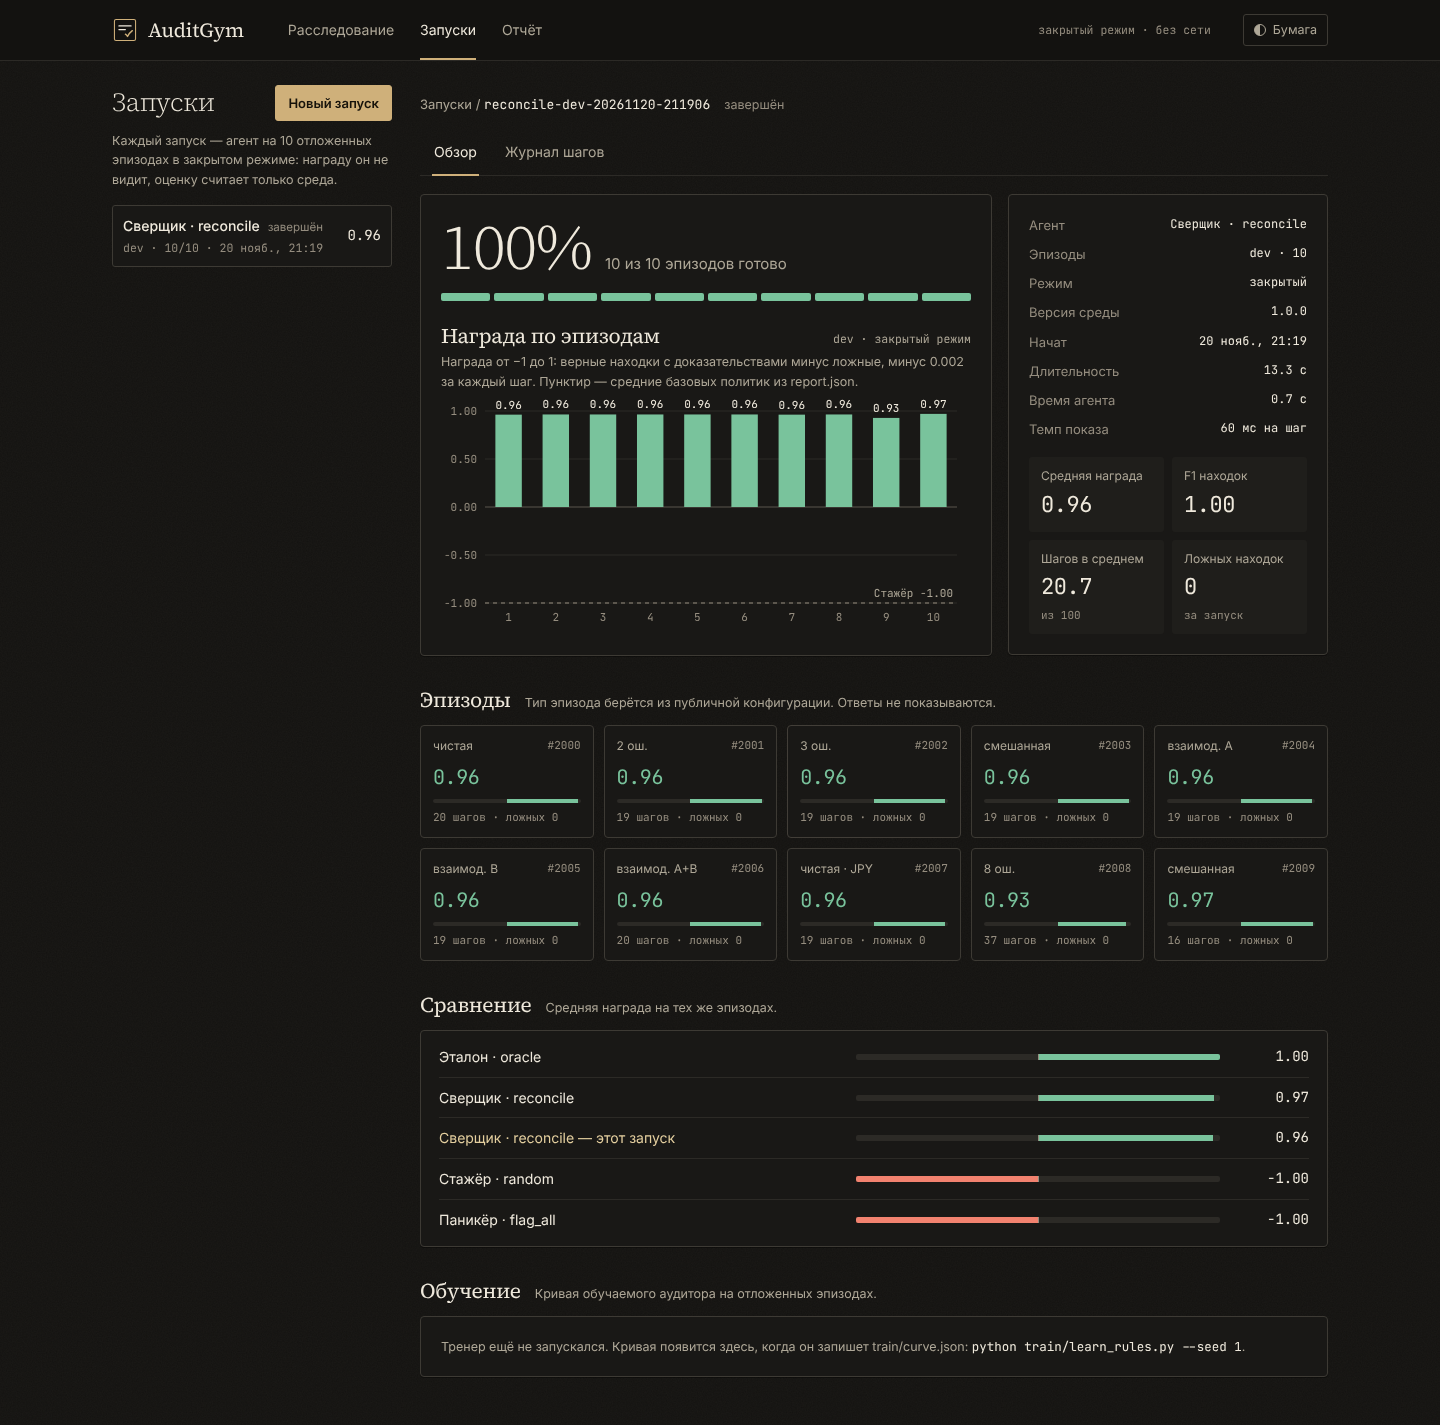 AuditGym
Расследование
Запуски
Отчёт
закрытый режим · без сети
Бумага
Запуски
Новый запуск
Каждый запуск — агент на 10 отложенных
эпизодах в закрытом режиме: награду он не
видит, оценку считает только среда.
Сверщик · reconcile завершён
0.96
dev · 10/10 · 20 нояб., 21:19
Запуски / reconcile-dev-20261120-211906 завершён
Обзор
Журнал шагов
100% 10 из 10 эпизодов готово
Награда по эпизодам
dev · закрытый режим
Награда от −1 до 1: верные находки с доказательствами минус ложные, минус 0.002
за каждый шаг. Пунктир — средние базовых политик из report.json.
0.96 0.96 0.96 0.96 0.96 0.96 0.96 0.96 0.93 0.97
1.00
0.50
0.00
-0.50
Стажёр -1.00
-1.00
1 2 3 4 5 6 7 8 9 10
Агент Сверщик · reconcile
Эпизоды dev · 10
Режим закрытый
Версия среды 1.0.0
Начат 20 нояб., 21:19
Длительность 13.3 с
Время агента 0.7 с
Темп показа 60 мс на шаг
Средняя награда
0.96
F1 находок
1.00
Шагов в среднем
20.7
из 100
Ложных находок
0
за запуск
Эпизоды Тип эпизода берётся из публичной конфигурации. Ответы не показываются.
чистая #2000
0.96
20 шагов · ложных 0
2 ош. #2001
0.96
19 шагов · ложных 0
3 ош. #2002
0.96
19 шагов · ложных 0
смешанная #2003
0.96
19 шагов · ложных 0
взаимод. A #2004
0.96
19 шагов · ложных 0
взаимод. B #2005
0.96
19 шагов · ложных 0
взаимод. A+B #2006
0.96
20 шагов · ложных 0
чистая · JPY #2007
0.96
19 шагов · ложных 0
8 ош. #2008
0.93
37 шагов · ложных 0
смешанная #2009
0.97
16 шагов · ложных 0
Сравнение Средняя награда на тех же эпизодах.
Эталон · oracle 1.00
Сверщик · reconcile 0.97
Сверщик · reconcile — этот запуск 0.96
Стажёр · random -1.00
Паникёр · flag_all -1.00
Обучение Кривая обучаемого аудитора на отложенных эпизодах.
Тренер ещё не запускался. Кривая появится здесь, когда он запишет train/curve.json: python train/learn_rules.py --seed 1.